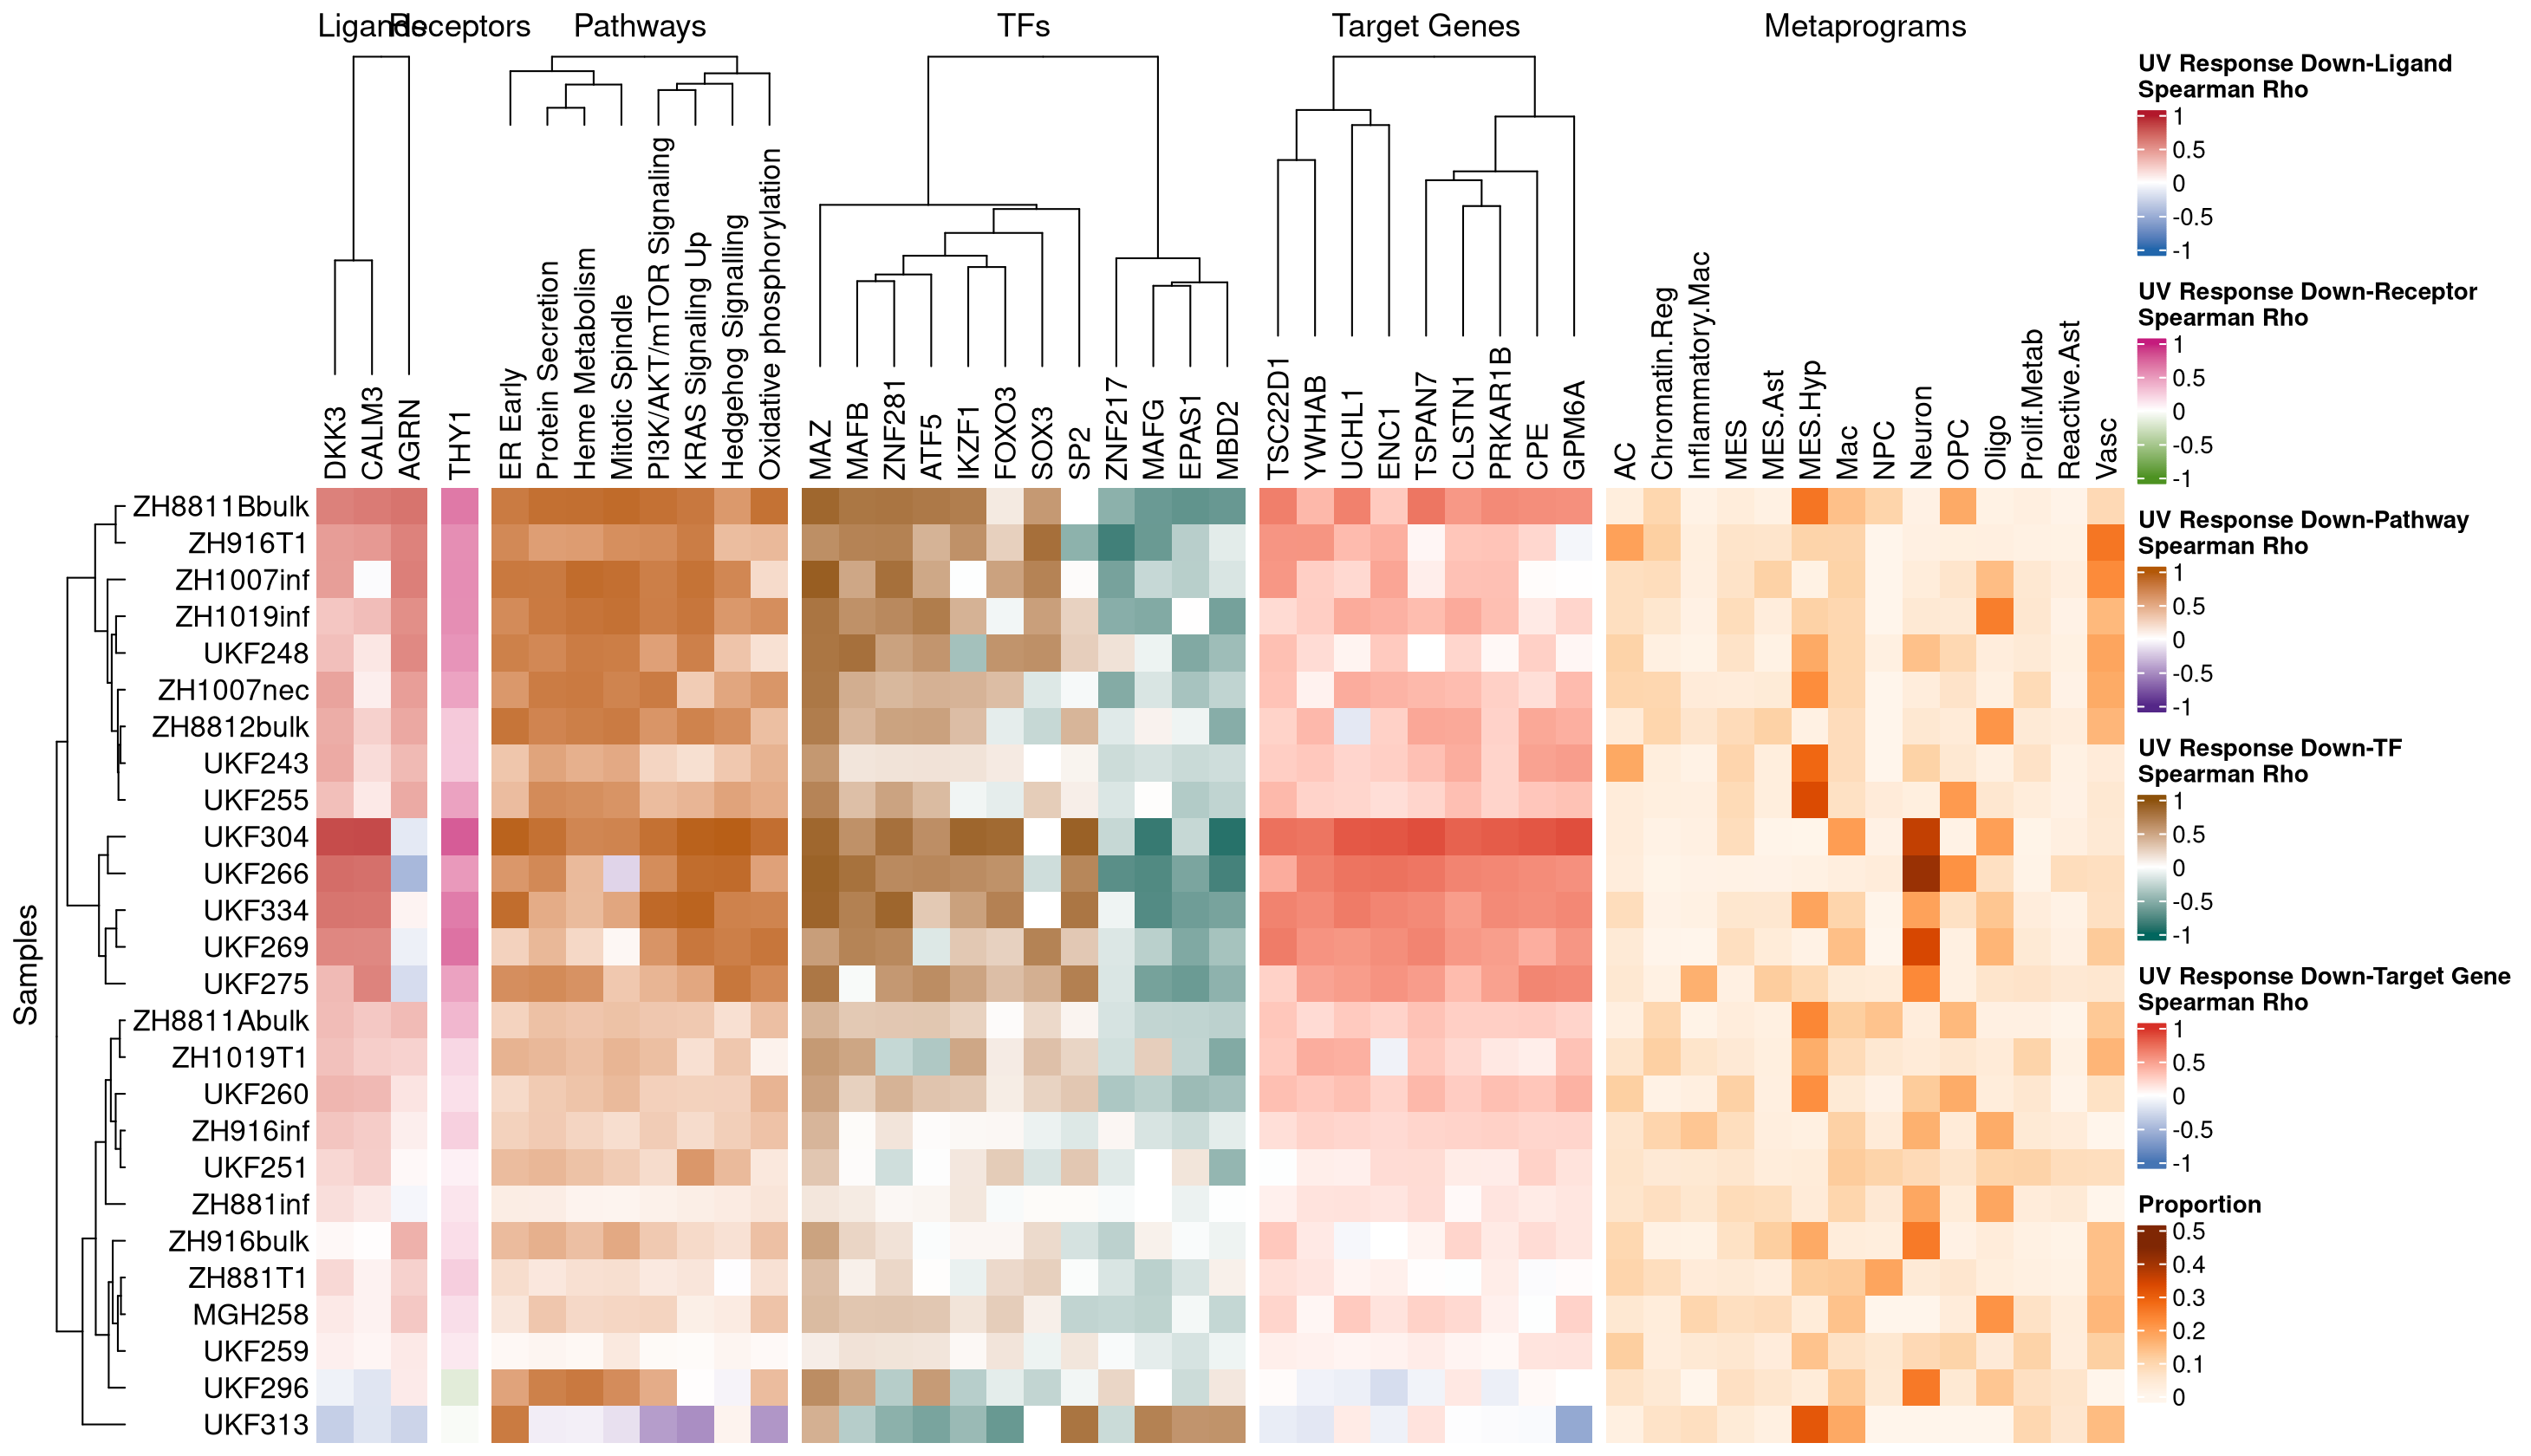 Ligands
Receptors
Pathways
TFs
Target Genes
Metaprograms
DKK3
CALM3
AGRN
THY1
ER Early
Protein Secretion
Heme Metabolism
Mitotic Spindle
PI3K/AKT/mTOR Signaling
KRAS Signaling Up
Hedgehog Signalling
Oxidative phosphorylation
MAZ
MAFB
ZNF281
ATF5
IKZF1
FOXO3
SOX3
SP2
ZNF217
MAFG
EPAS1
MBD2
TSC22D1
YWHAB
UCHL1
ENC1
TSPAN7
CLSTN1
PRKAR1B
CPE
GPM6A
AC
Chromatin.Reg
Inflammatory.Mac
MES
MES.Ast
MES.Hyp
Mac
NPC
Neuron
OPC
Oligo
Prolif.Metab
Reactive.Ast
Vasc
Samples
ZH8811Bbulk
ZH916T1
ZH1007inf
ZH1019inf
UKF248
ZH1007nec
ZH8812bulk
UKF243
UKF255
UKF304
UKF266
UKF334
UKF269
UKF275
ZH8811Abulk
ZH1019T1
UKF260
ZH916inf
UKF251
ZH881inf
ZH916bulk
ZH881T1
MGH258
UKF259
UKF296
UKF313
UV Response Down-Ligand
Spearman Rho
1
0.5
0
-0.5
-1
UV Response Down-Receptor
Spearman Rho
1
0.5
0
-0.5
-1
UV Response Down-Pathway
Spearman Rho
1
0.5
0
-0.5
-1
UV Response Down-TF
Spearman Rho
1
0.5
0
-0.5
-1
UV Response Down-Target Gene
Spearman Rho
1
0.5
0
-0.5
-1
Proportion
0.5
0.4
0.3
0.2
0.1
0